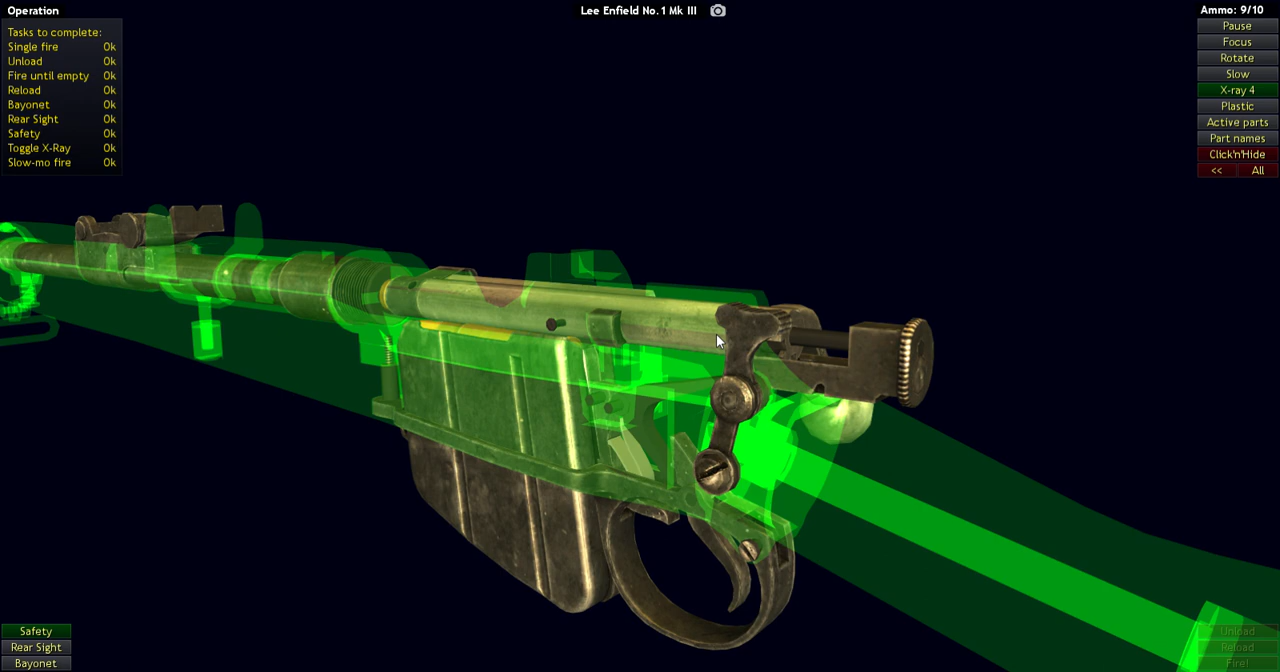 Operation
Lee Enfield No.1 Mk III
Ammo: 9/10
Tasks to complete:
Single fire Ok
Unload Ok
Fire until empty Ok
Reload Ok
Bayonet Ok
Rear Sight Ok
Safety Ok
Toggle X-Ray Ok
Slow-mo fire Ok
Pause
Focus
Rotate
Slow
X-ray 4
Plastic
Active parts
Part names
Click'n'Hide
<< All
Safety
Rear Sight
Bayonet
Unload
Reload
Fire!